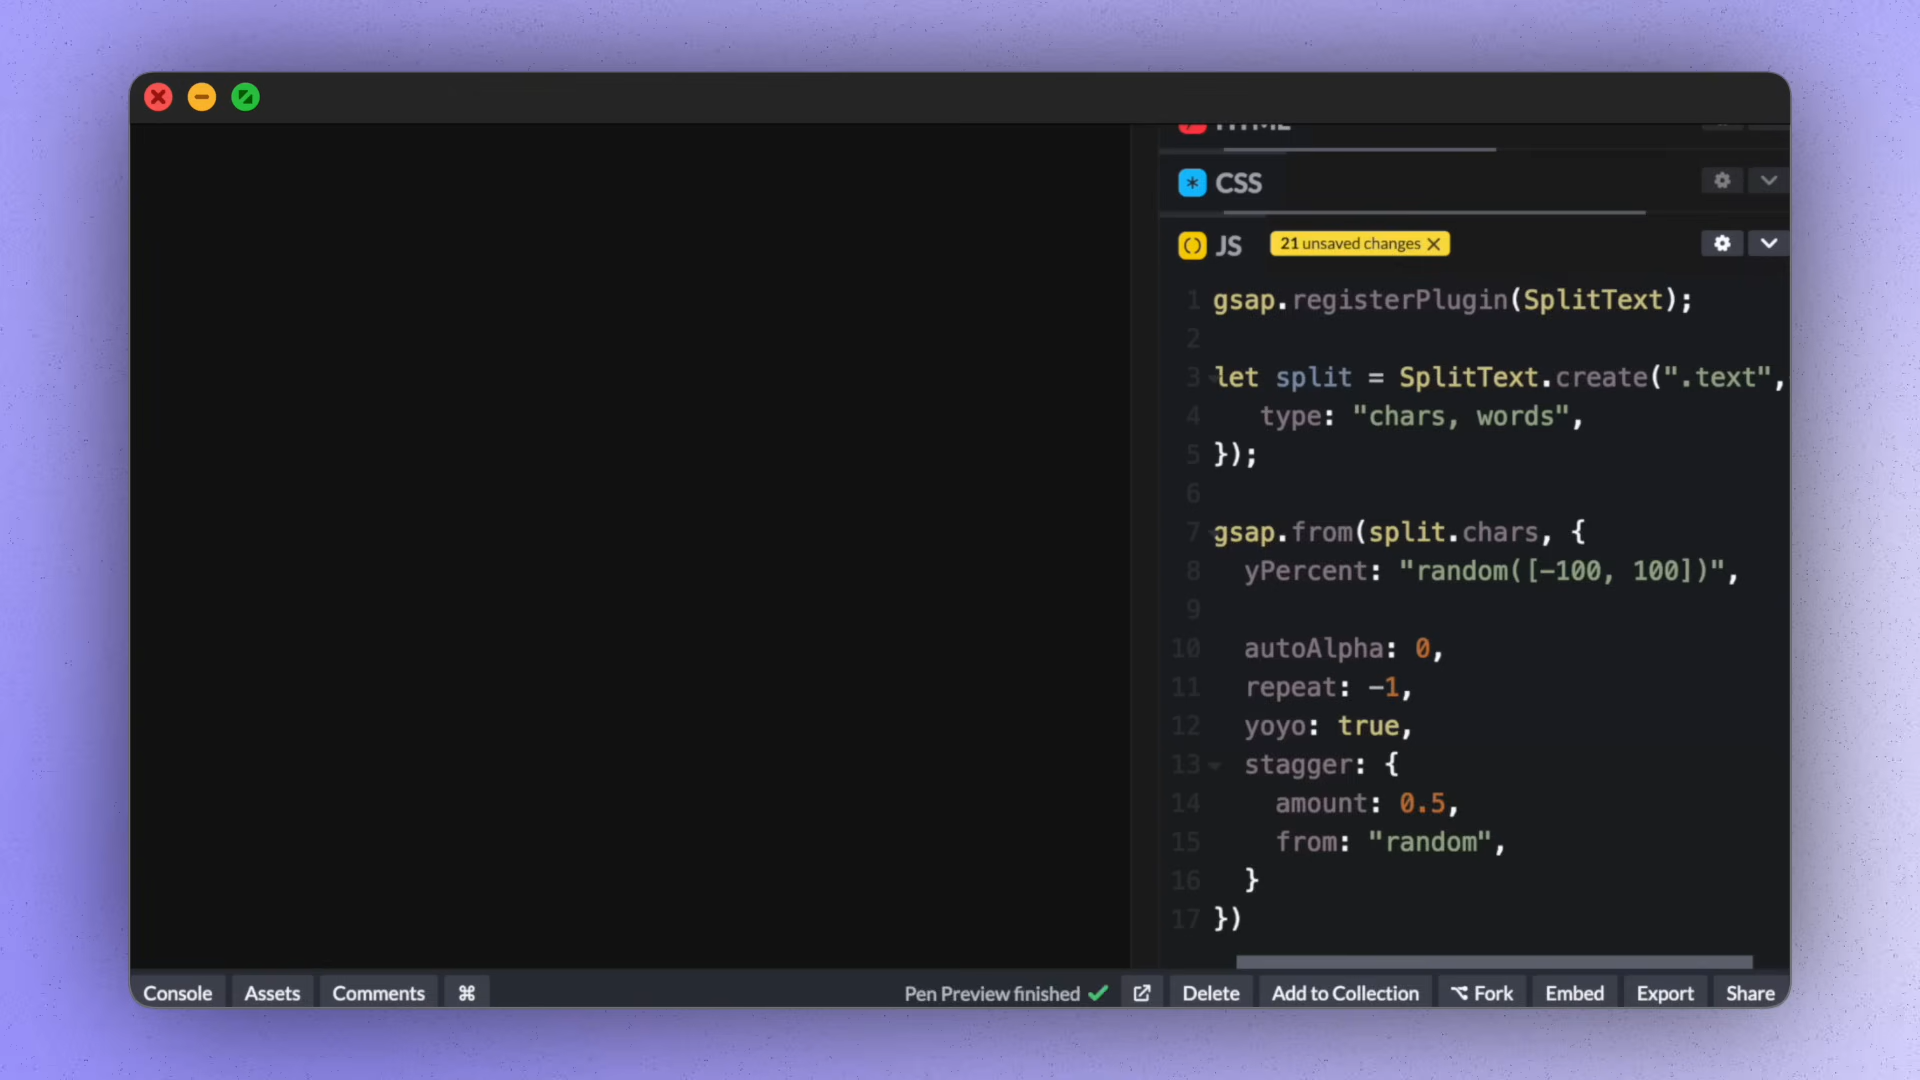 HTML
CSS
JS
21 unsaved changes
1 gsap.registerPlugin(SplitText);
2
3 let split = SplitText.create(".text",
4 type: "chars, words",
5 });
6
7 gsap.from(split.chars, {
8 yPercent: "random([-100, 100])",
9
10 autoAlpha: 0,
11 repeat: -1,
12 yoyo: true,
13 stagger: {
14 amount: 0.5,
15 from: "random",
16 }
17 })
Console Assets Comments ⌘ Pen Preview finished Delete Add to Collection Fork Embed Export Share